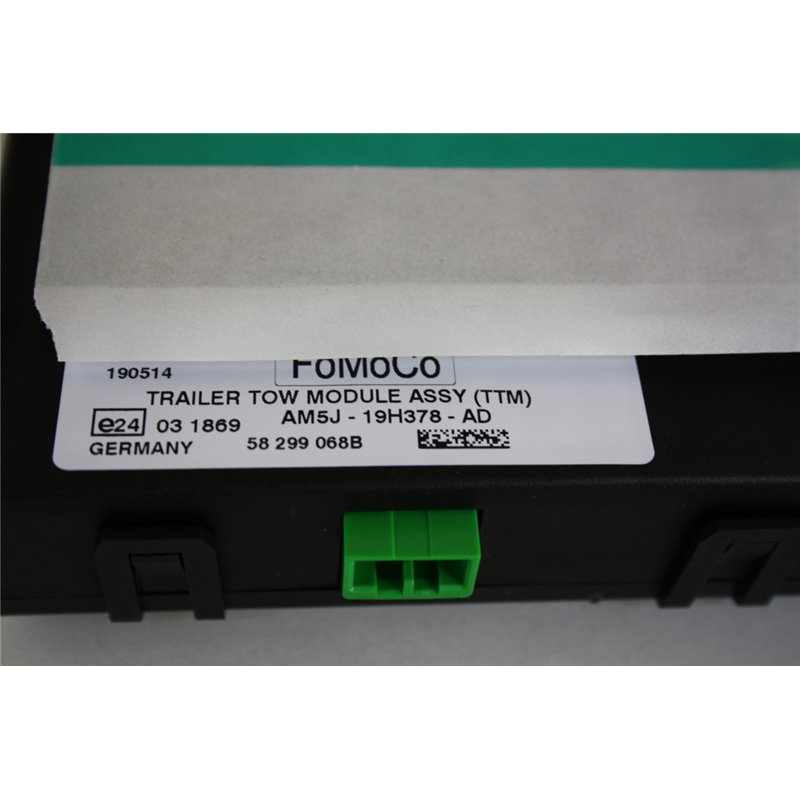 190514
FoMoCo
TRAILER TOW MODULE ASSY (TTM)
e24 03 1869 AM5J - 19H378 - AD
GERMANY 58 299 068B